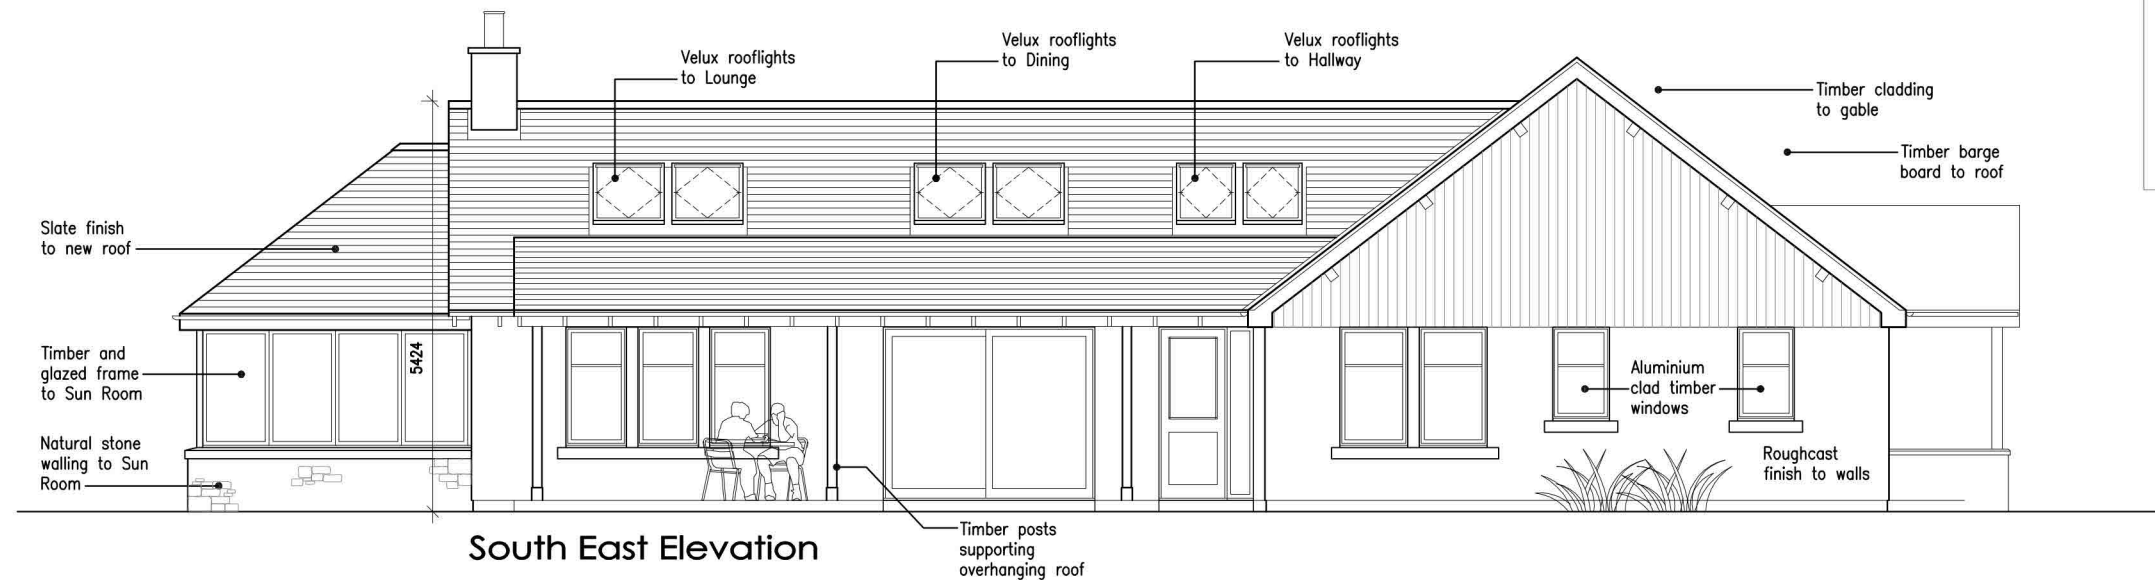 Velux rooflights
to Lounge
Velux rooflights
to Dining
Velux rooflights
to Hallway
Timber cladding
to gable
Timber barge
board to roof
Slate finish
to new roof
Timber and
glazed frame
to Sun Room
5424
Aluminium
clad timber
windows
Natural stone
walling to Sun
Room
Roughcast
finish to walls
Timber posts
supporting
overhanging roof
South East Elevation